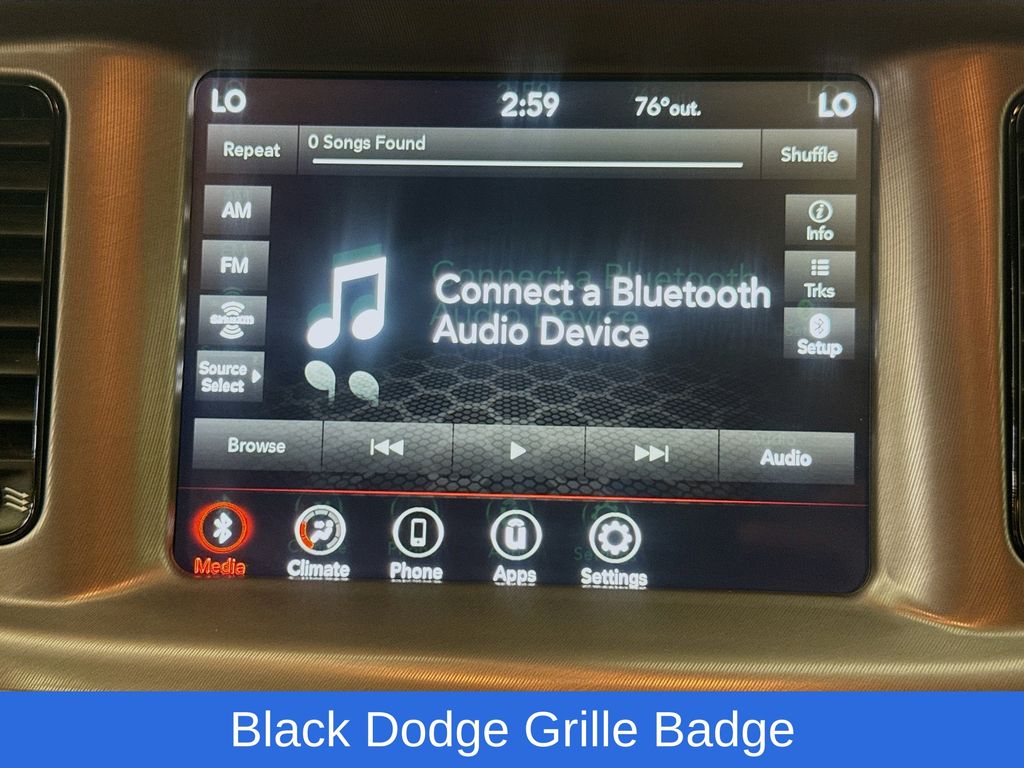 LO 2:59 76°out. LO
Repeat 0 Songs Found Shuffle
AM
FM
SiriusXM
Source
Select
Connect a Bluetooth
Audio Device
Info
Trks
Setup
Browse Audio
Media Climate Phone Apps Settings
Black Dodge Grille Badge